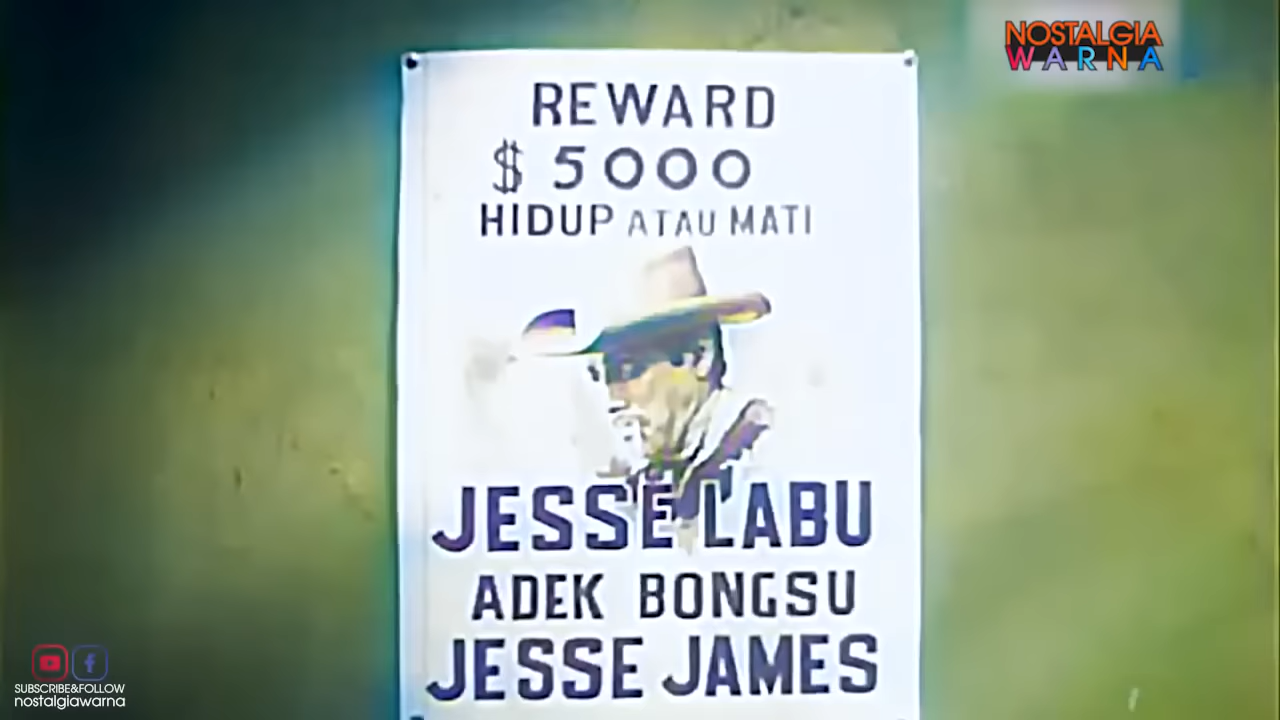 NOSTALGIA
WARNA
REWARD
$ 5000
HIDUP ATAU MATI
JESSE LABU
ADEK BONGSU
JESSE JAMES
SUBSCRIBE&FOLLOW
nostalgiawarna